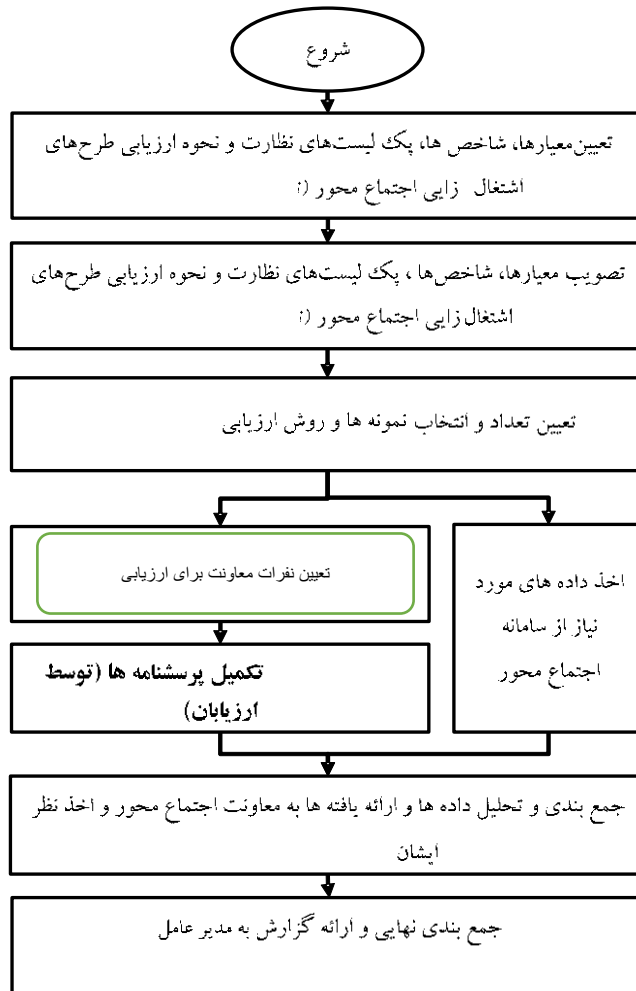 شروع
تعیین‌معیارها، شاخص ها، پک لیست‌های نظارت و نحوه ارزیابی طرح‌های
اشتغال زایی اجتماع محور (۱
تصویب معیارها، شاخص‌ها ، پک لیست‌های نظارت و نحوه ارزیابی طرح‌های
اشتغال زایی اجتماع محور (۱
تعیین تعداد و انتخاب نمونه ها و روش ارزیابی
تعیین نفرات معاونت برای ارزیابی
تکمیل پرسشنامه ها (توسط
ارزیابان)
اخذ داده های مورد
نیاز از سامانه
اجتماع محور
جمع بندی و تحلیل داده ها و ارائه یافته ها به معاونت اجتماع محور و اخذ نظر
ایشان
جمع بندی نهایی و ارائه گزارش به مدیر عامل